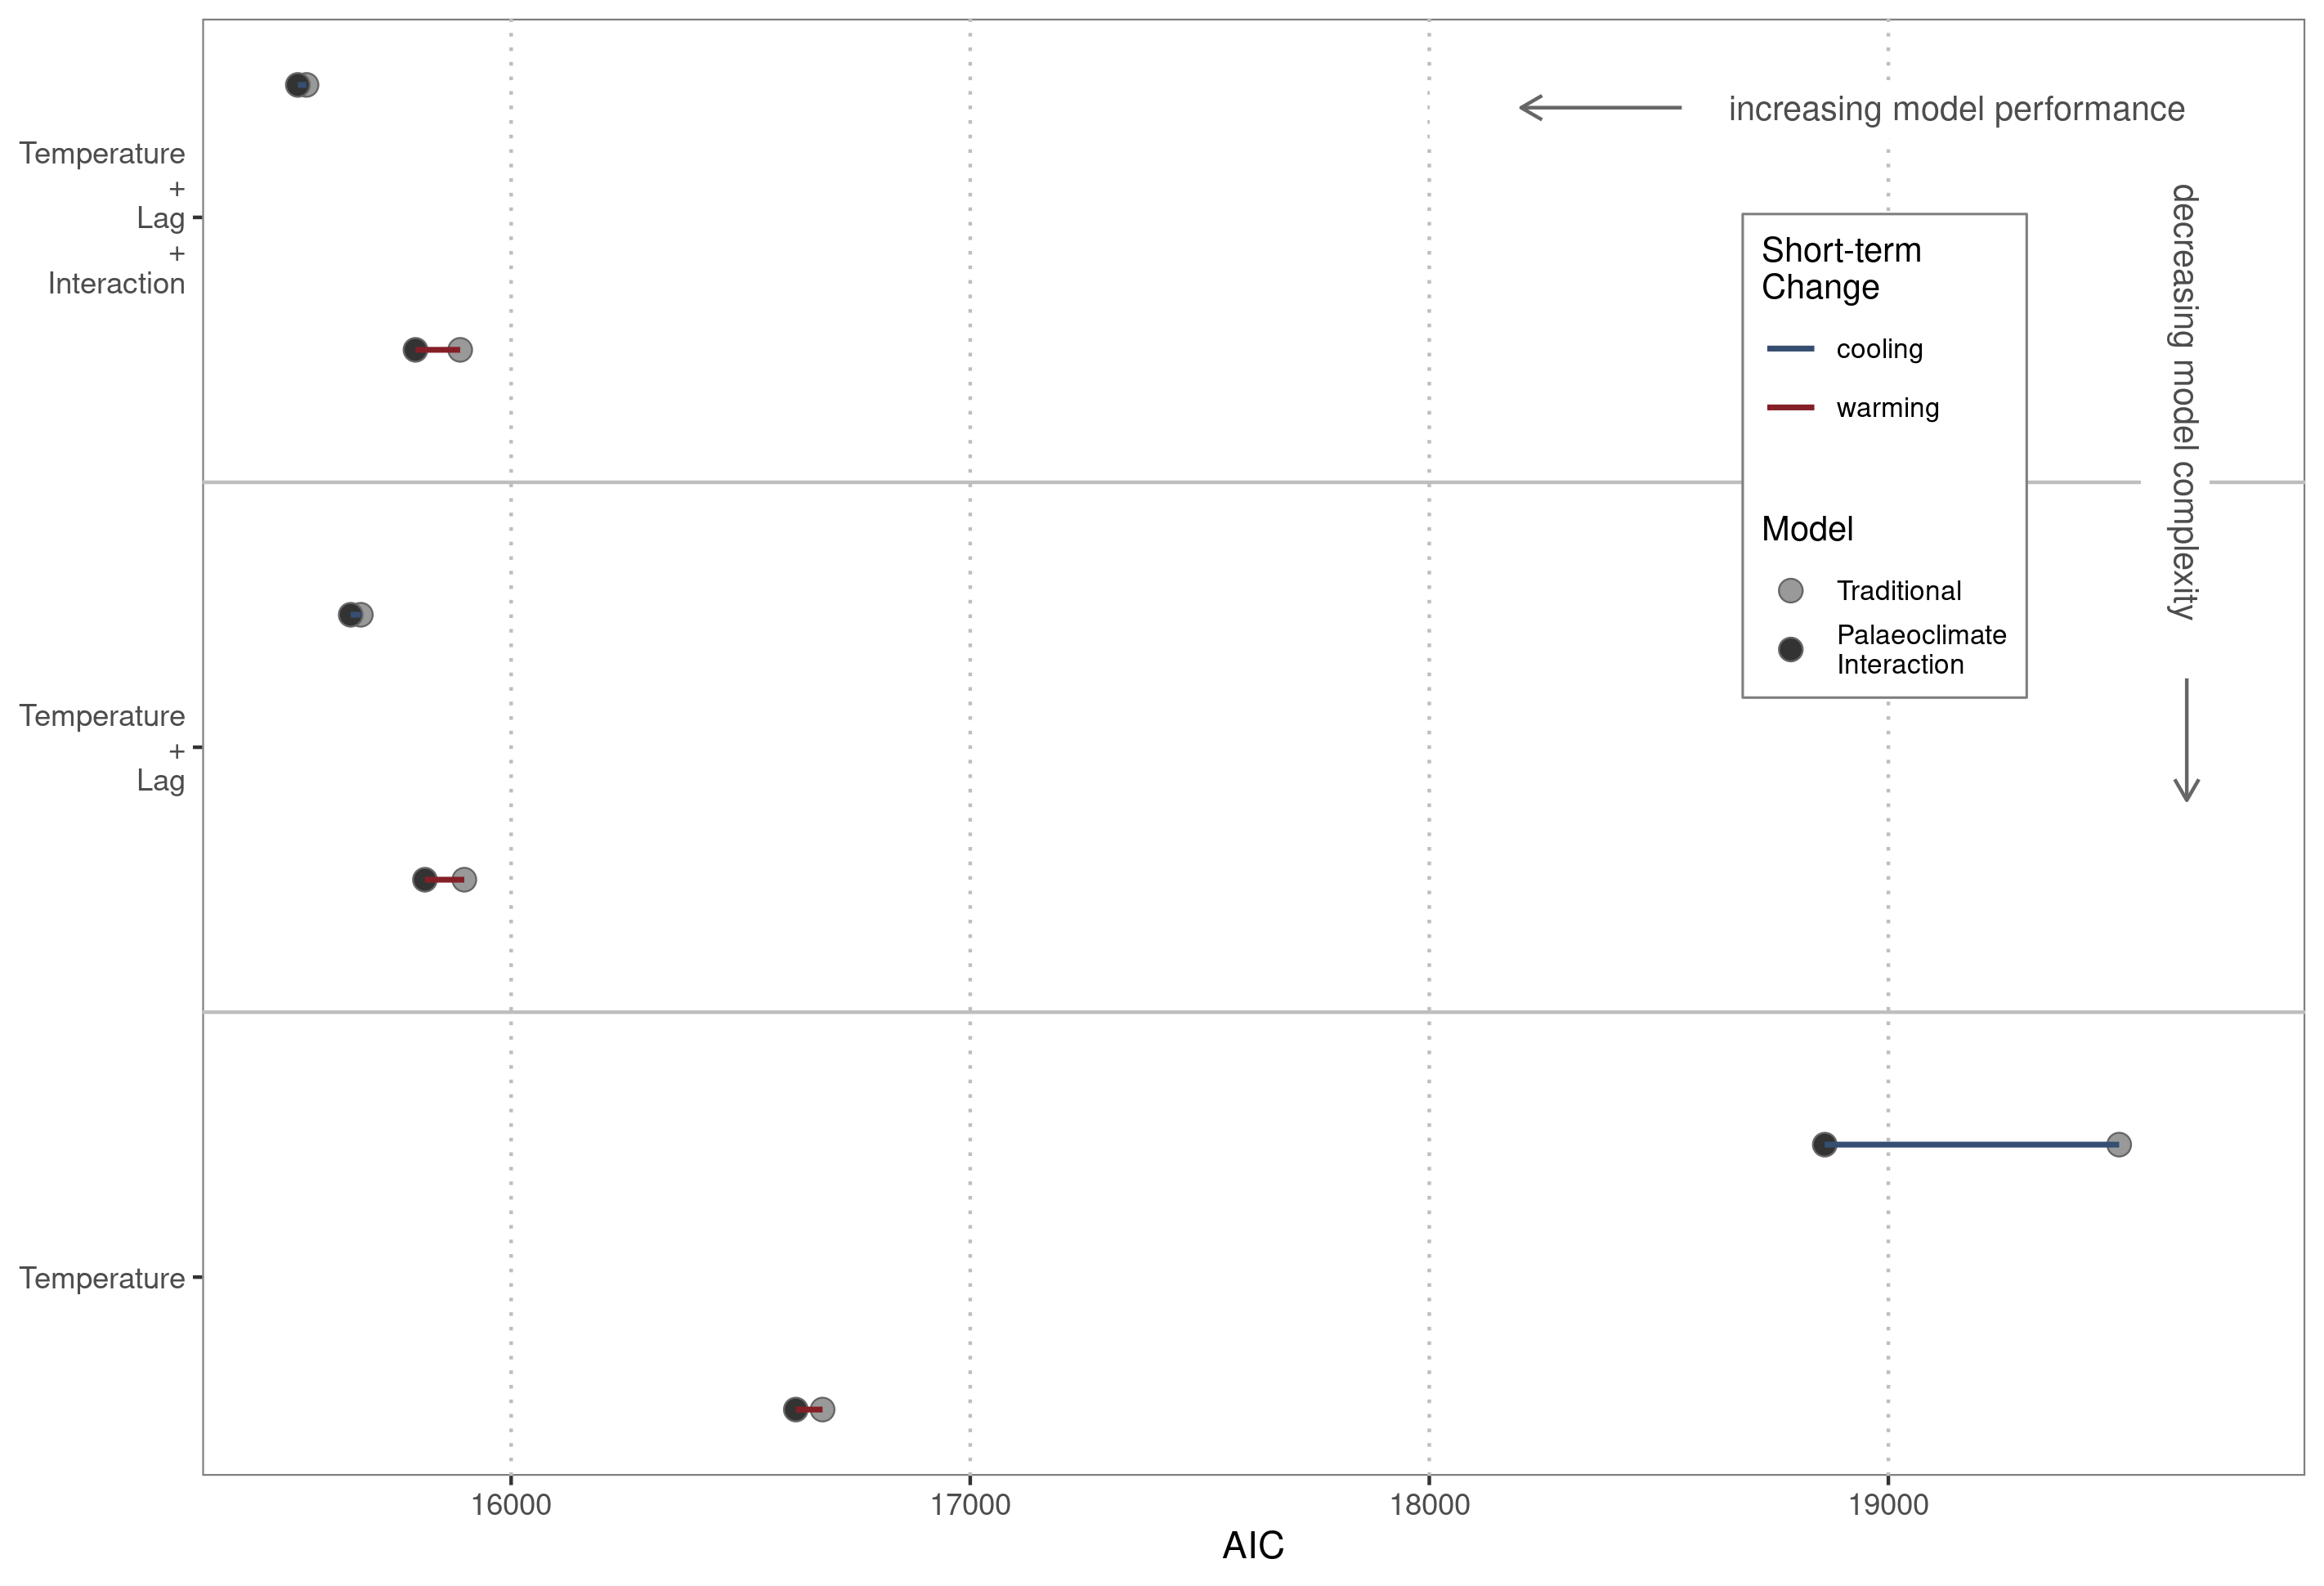 Temperature
+
Lag
+
Interaction
increasing model performance
decreasing model complexity
Short-term
Change
cooling
warming
Model
Traditional
Palaeoclimate
Interaction
Temperature
+
Lag
Temperature
16000
17000
18000
19000
AIC